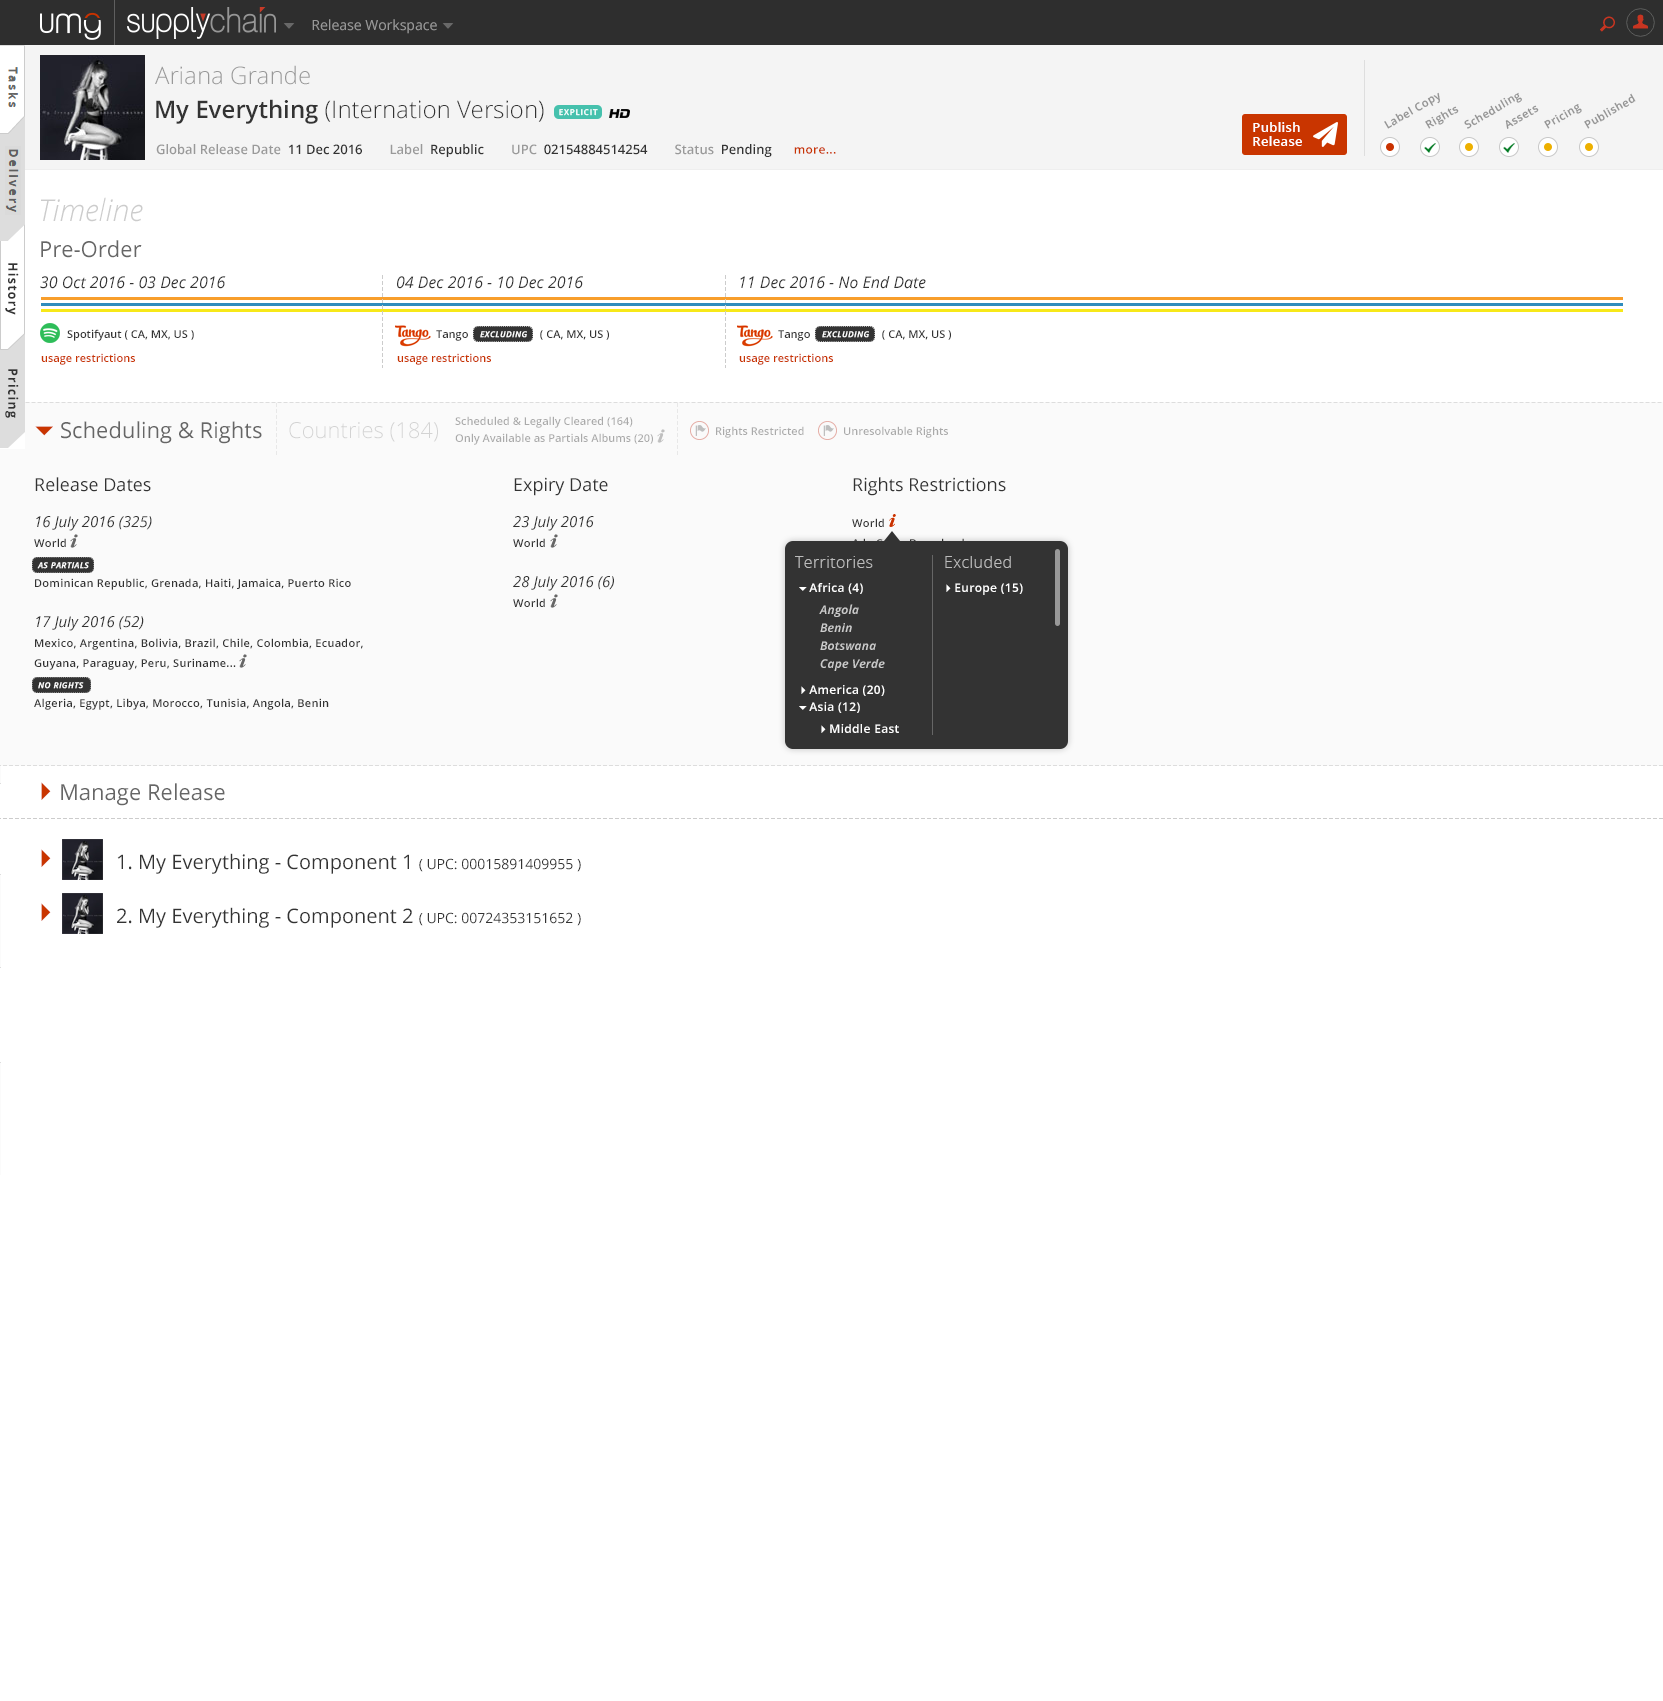 umg supplychain Release Workspace
Tasks
Delivery
History
Pricing
Ariana Grande
My Everything (Internation Version) EXPLICIT HD
Global Release Date 11 Dec 2016 Label Republic UPC 02154884514254 Status Pending more...
Publish Release
Label Copy
Rights
Scheduling
Assets
Pricing
Published
Timeline
Pre-Order
30 Oct 2016 - 03 Dec 2016
04 Dec 2016 - 10 Dec 2016
11 Dec 2016 - No End Date
Spotifyaut ( CA, MX, US )
usage restrictions
Tango Tango EXCLUDING ( CA, MX, US )
usage restrictions
Tango Tango EXCLUDING ( CA, MX, US )
usage restrictions
Scheduling & Rights
Countries (184)
Scheduled & Legally Cleared (164)
Only Available as Partials Albums (20) i
Rights Restricted
Unresolvable Rights
Release Dates
16 July 2016 (325)
World i
AS PARTIALS
Dominican Republic, Grenada, Haiti, Jamaica, Puerto Rico
17 July 2016 (52)
Mexico, Argentina, Bolivia, Brazil, Chile, Colombia, Ecuador,
Guyana, Paraguay, Peru, Suriname... i
NO RIGHTS
Algeria, Egypt, Libya, Morocco, Tunisia, Angola, Benin
Expiry Date
23 July 2016
World i
28 July 2016 (6)
World i
Rights Restrictions
World i
Territories
Africa (4)
Angola
Benin
Botswana
Cape Verde
America (20)
Asia (12)
Middle East
Excluded
Europe (15)
Manage Release
1. My Everything - Component 1 ( UPC: 00015891409955 )
2. My Everything - Component 2 ( UPC: 00724353151652 )